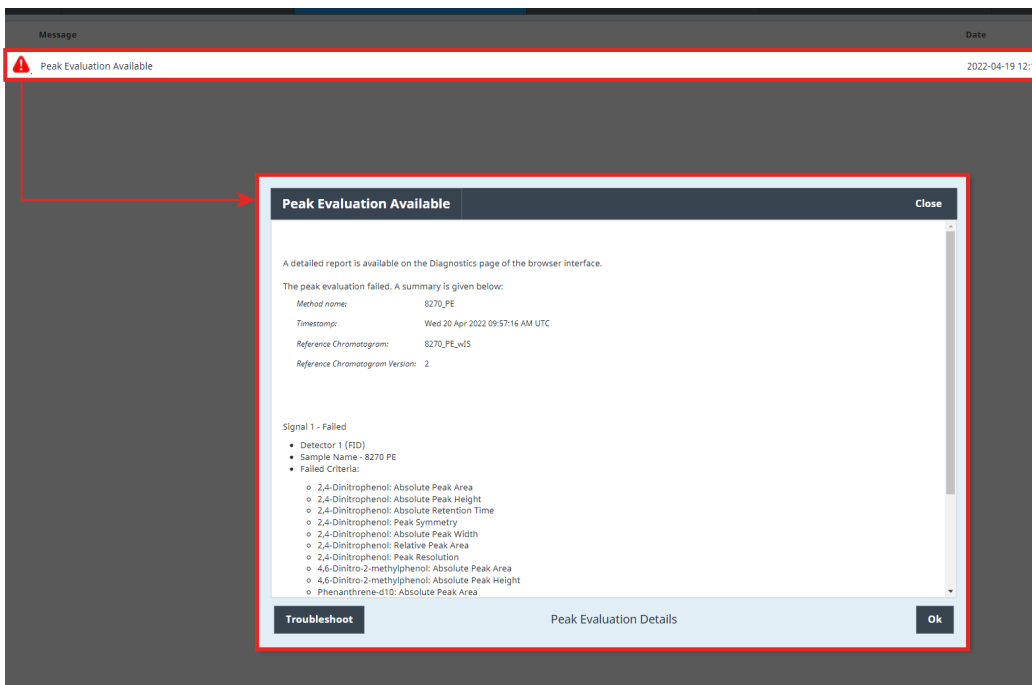 Message Date
Peak Evaluation Available 2022-04-19 12:
Peak Evaluation Available Close
A detailed report is available on the Diagnostics page of the browser interface.
The peak evaluation failed. A summary is given below:
Method name: 8270_PE
Timestamp: Wed 20 Apr 2022 09:57:16 AM UTC
Reference Chromatogram: 8270_PE_wIS
Reference Chromatogram Version: 2
Signal 1 - Failed
• Detector 1 (FID)
• Sample Name - 8270 PE
• Failed Criteria:
○ 2,4-Dinitrophenol: Absolute Peak Area
○ 2,4-Dinitrophenol: Absolute Peak Height
○ 2,4-Dinitrophenol: Absolute Retention Time
○ 2,4-Dinitrophenol: Peak Symmetry
○ 2,4-Dinitrophenol: Absolute Peak Width
○ 2,4-Dinitrophenol: Relative Peak Area
○ 2,4-Dinitrophenol: Peak Resolution
○ 4,6-Dinitro-2-methylphenol: Absolute Peak Area
○ 4,6-Dinitro-2-methylphenol: Absolute Peak Height
○ Phenanthrene-d10: Absolute Peak Area
Troubleshoot Peak Evaluation Details Ok